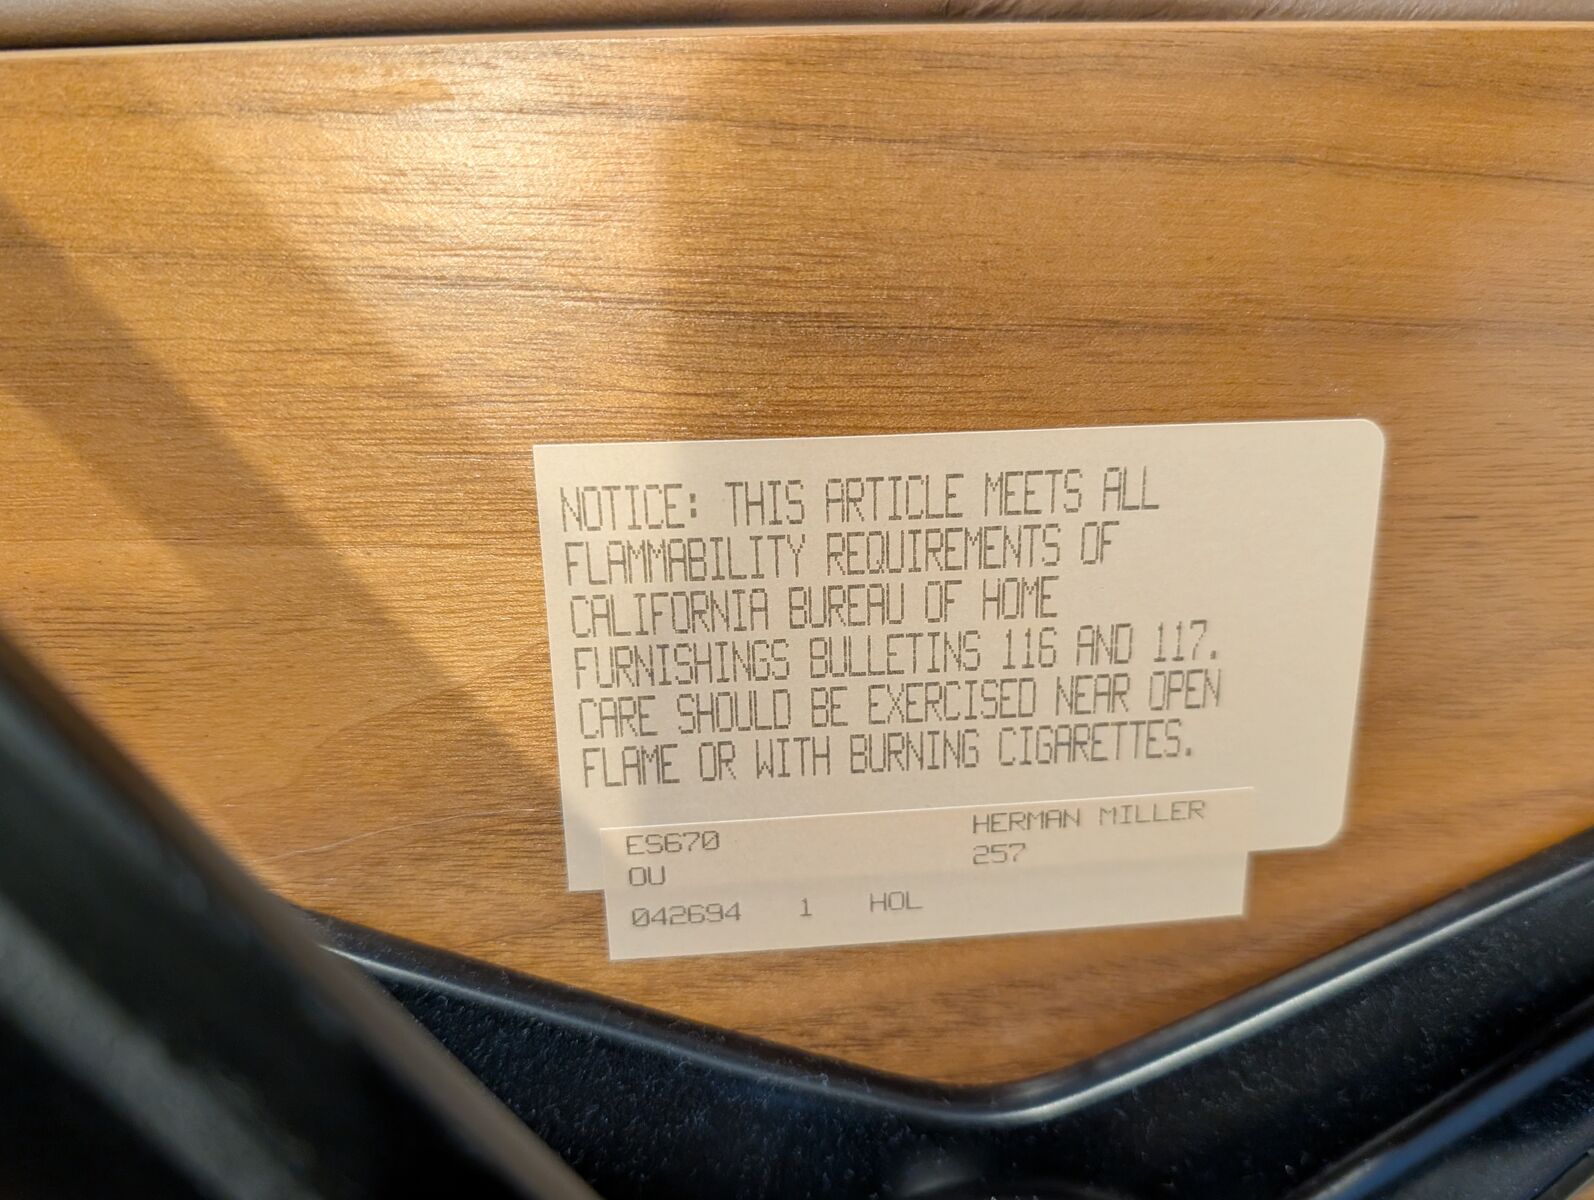 NOTICE: THIS ARTICLE MEETS ALL
FLAMMABILITY REQUIREMENTS OF
CALIFORNIA BUREAU OF HOME
FURNISHINGS BULLETINS 116 AND 117.
CARE SHOULD BE EXERCISED NEAR OPEN
FLAME OR WITH BURNING CIGARETTES.
ES670 HERMAN MILLER
OU 257
042694 1 HOL